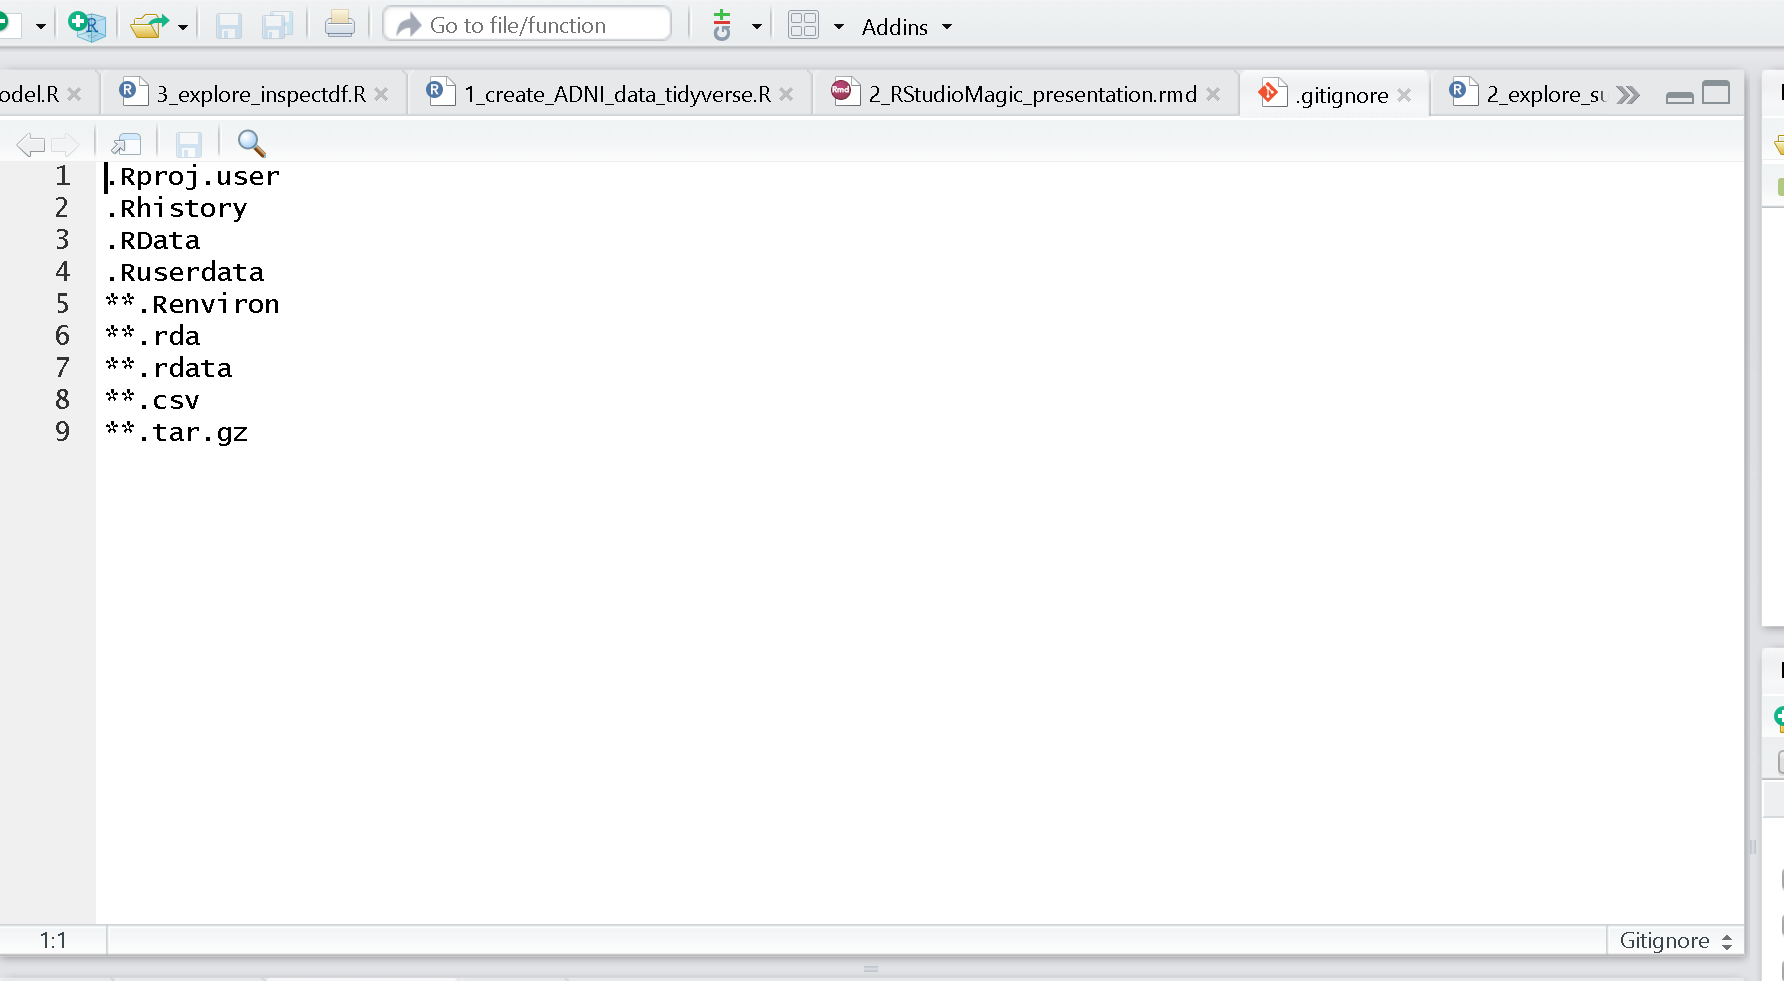 Go to file/function
Addins
odel.R
3_explore_inspectdf.R
1_create_ADNI_data_tidyverse.R
2_RStudioMagic_presentation.rmd
.gitignore
2_explore_su
1 .Rproj.user
2 .Rhistory
3 .RData
4 .Ruserdata
5 **.Renviron
6 **.rda
7 **.rdata
8 **.csv
9 **.tar.gz
1:1
Gitignore